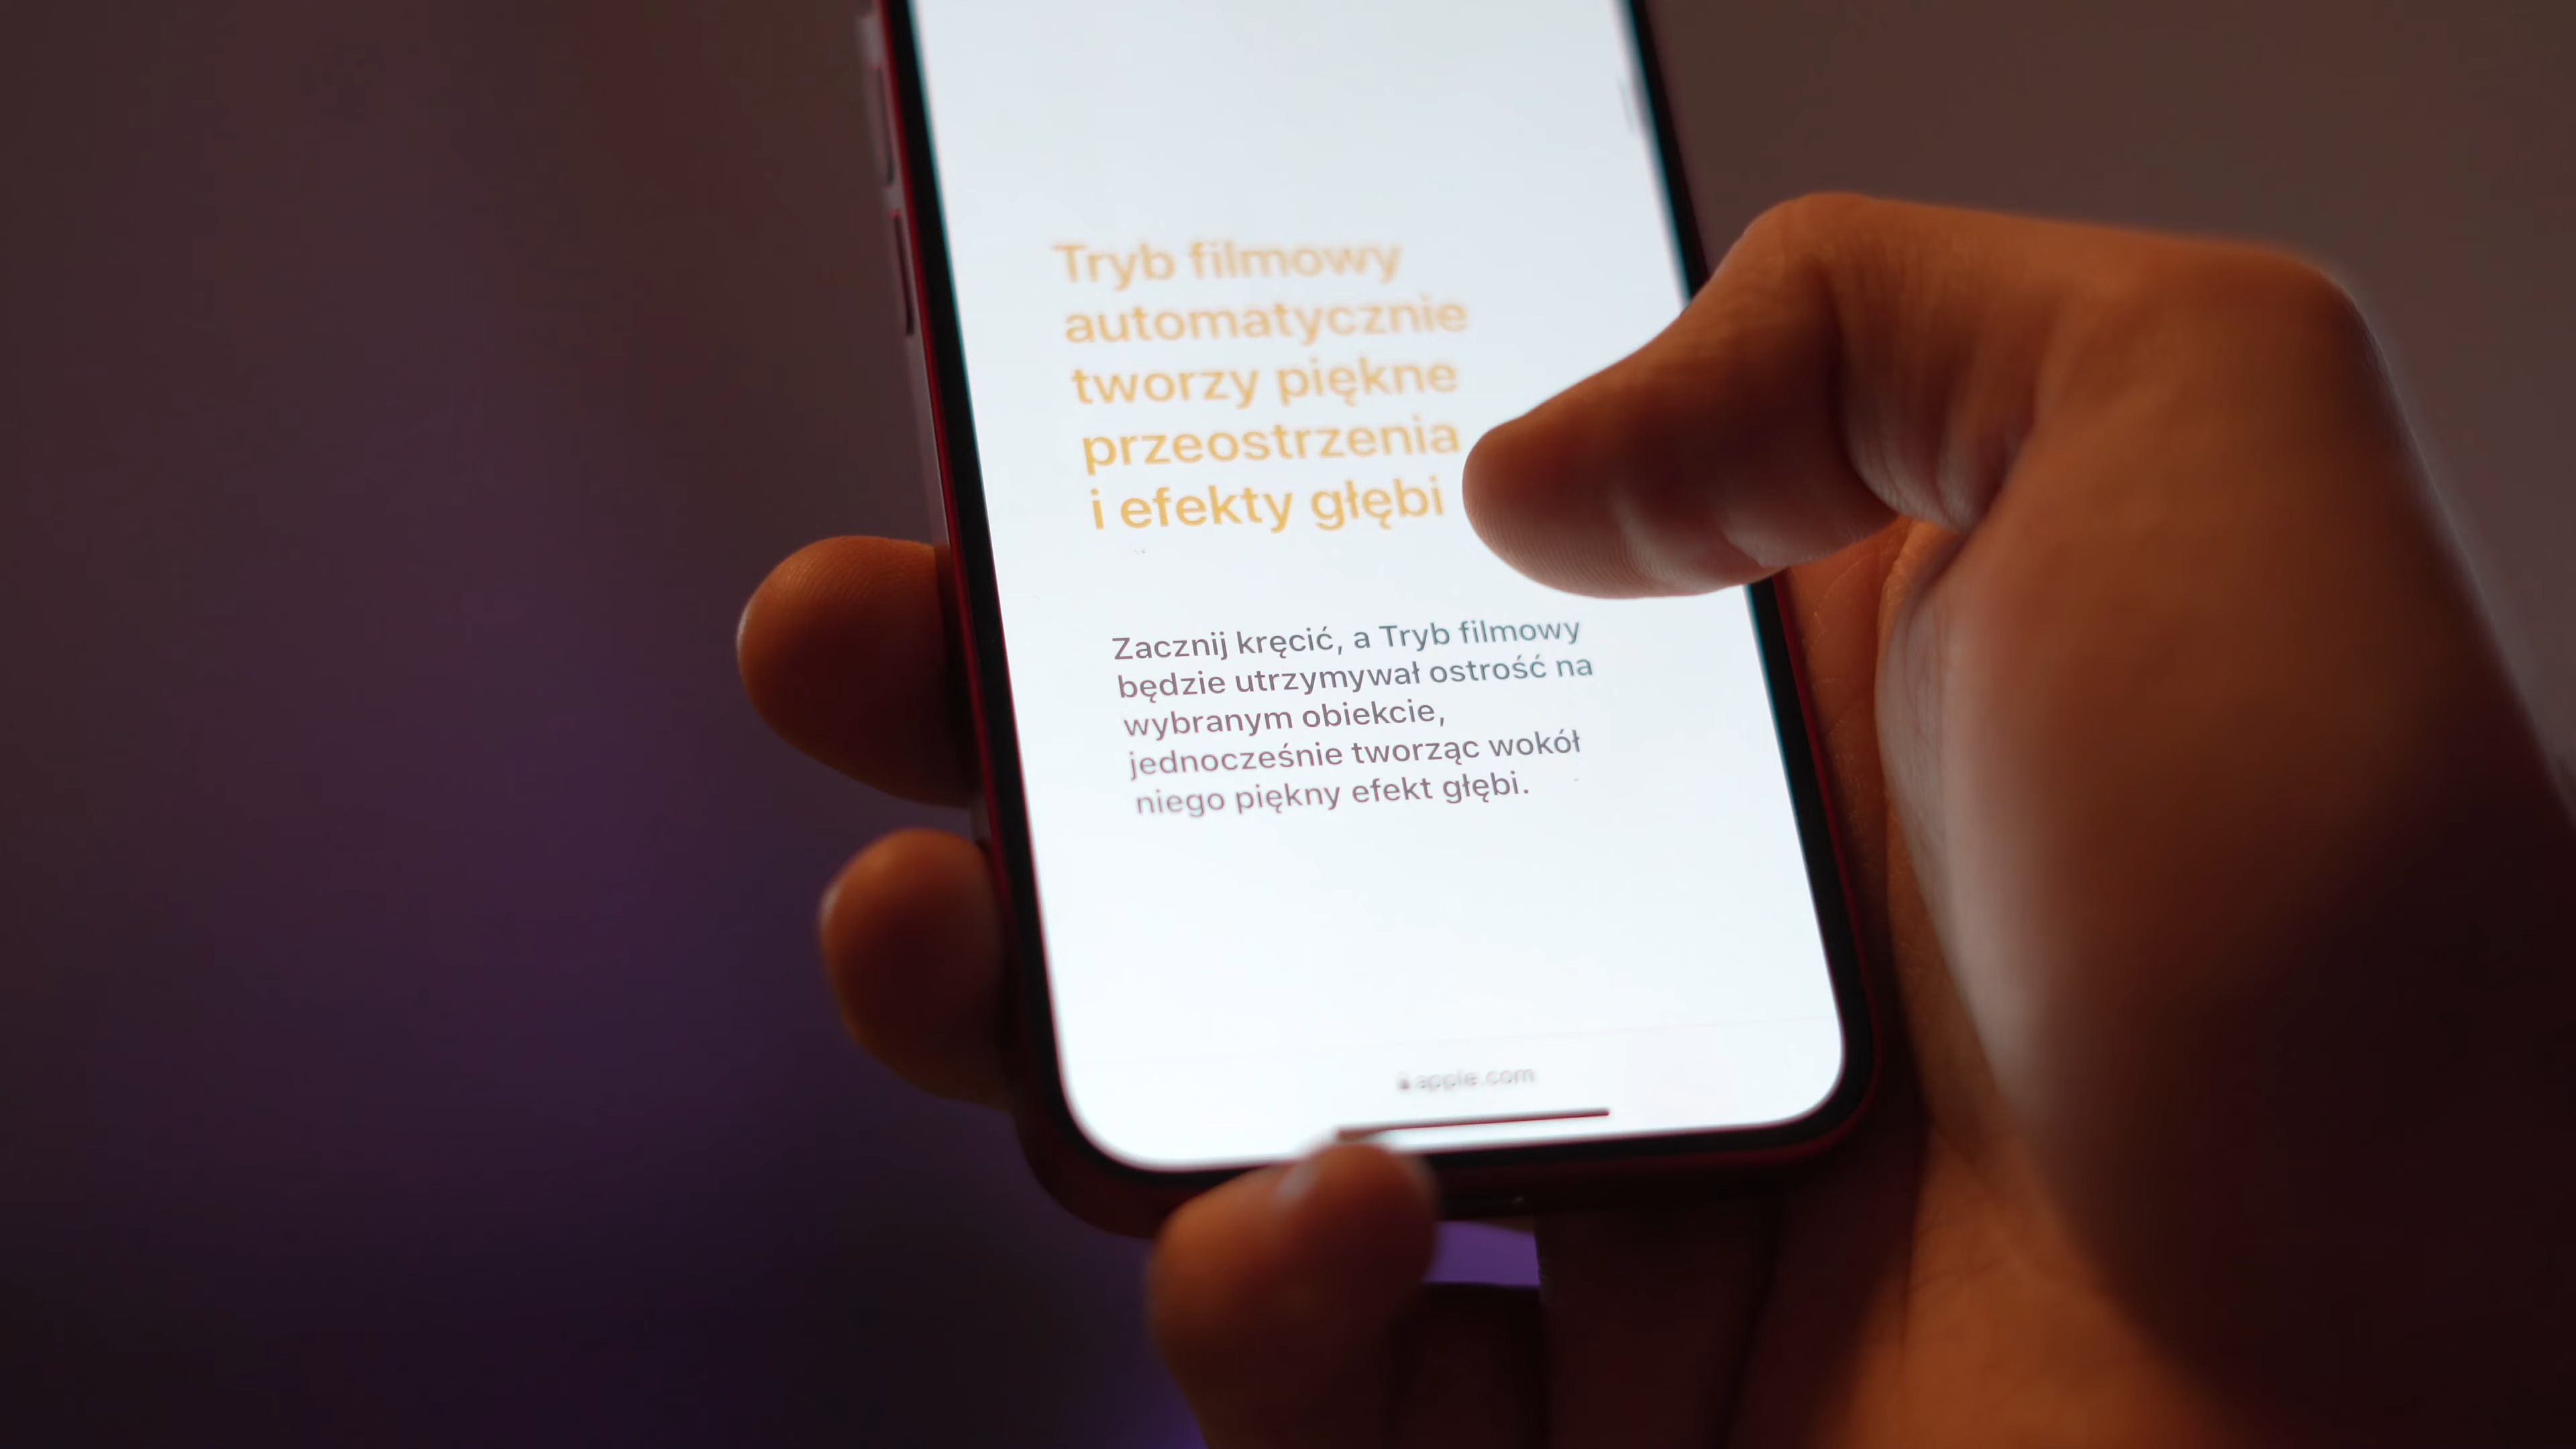 Tryb filmowy
automatycznie
tworzy piękne
przeostrzenia
i efekty głębi
Zacznij kręcić, a Tryb filmowy
będzie utrzymywał ostrość na
wybranym obiekcie,
jednocześnie tworząc wokół
niego piękny efekt głębi.
apple.com